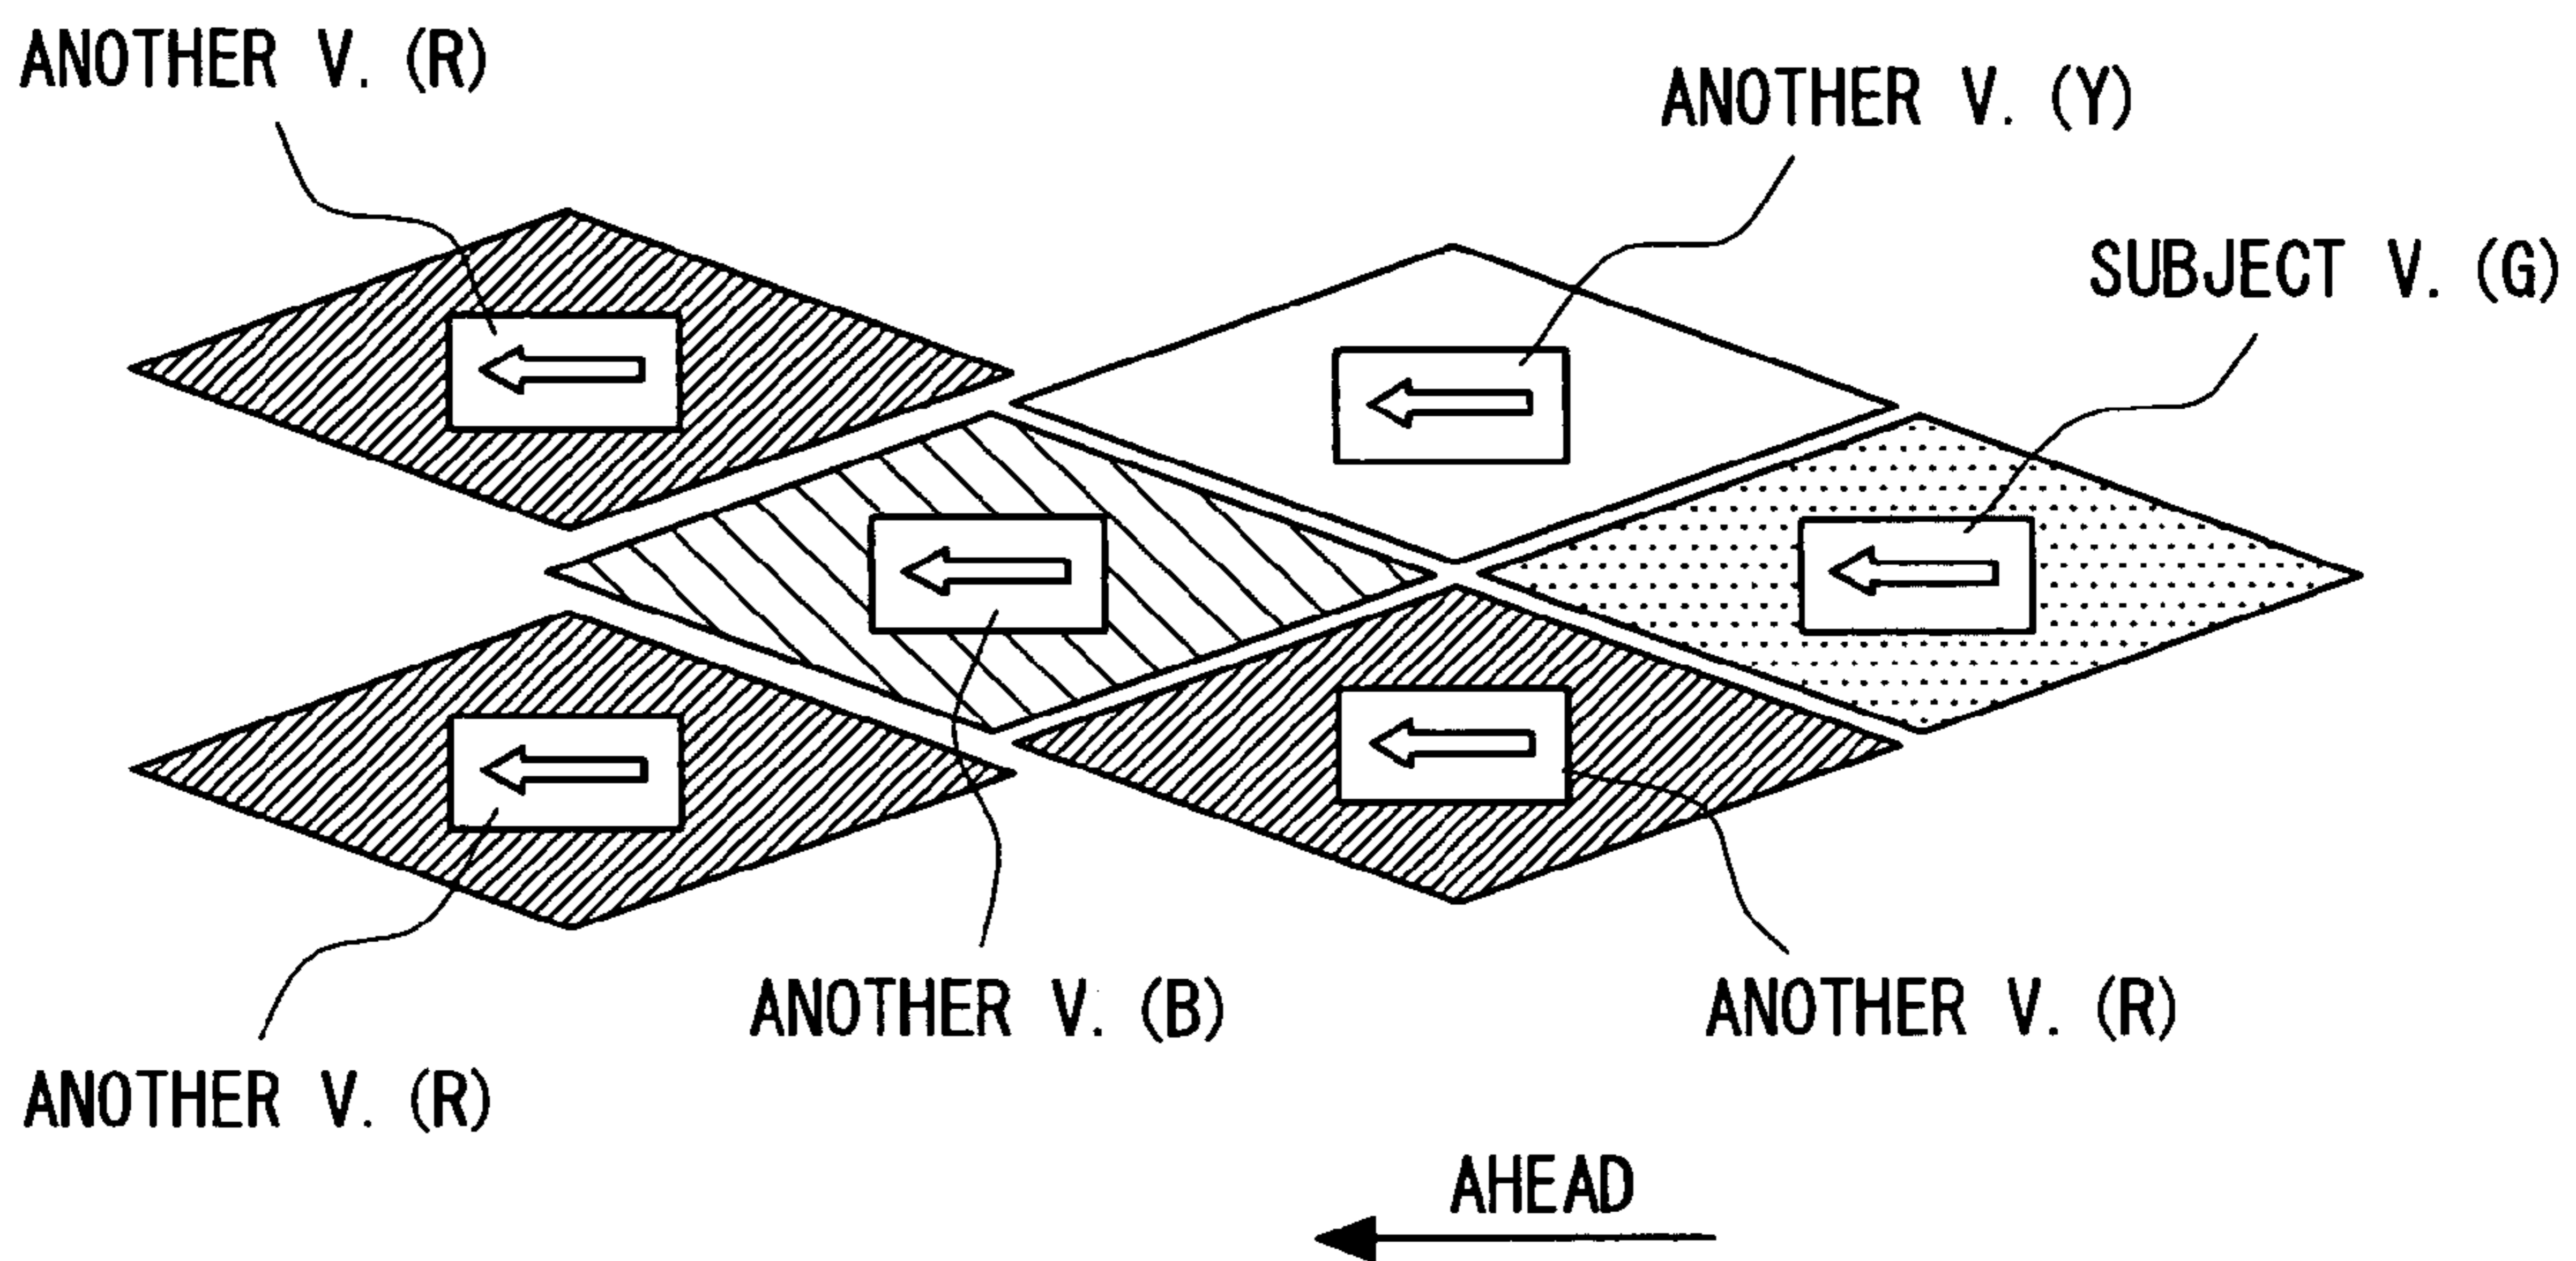 ANOTHER V. (R)
ANOTHER V. (Y)
SUBJECT V. (G)
ANOTHER V. (B)
ANOTHER V. (R)
ANOTHER V. (R)
AHEAD